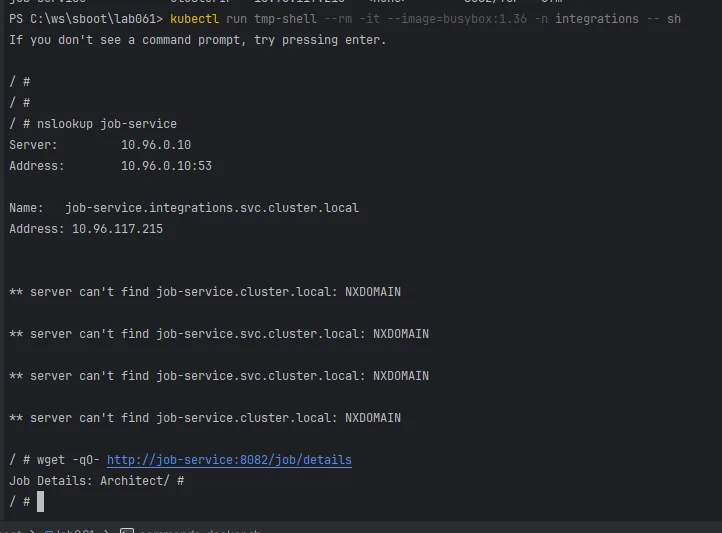 PS C:\ws\sboot\lab061> kubectl run tmp-shell --rm -it --image=busybox:1.36 -n integrations -- sh
If you don't see a command prompt, try pressing enter.
/ #
/ #
/ # nslookup job-service
Server:         10.96.0.10
Address:        10.96.0.10:53
Name:   job-service.integrations.svc.cluster.local
Address: 10.96.117.215
** server can't find job-service.cluster.local: NXDOMAIN
** server can't find job-service.svc.cluster.local: NXDOMAIN
** server can't find job-service.svc.cluster.local: NXDOMAIN
** server can't find job-service.cluster.local: NXDOMAIN
/ # wget -qO- http://job-service:8082/job/details
Job Details: Architect/ #
/ #